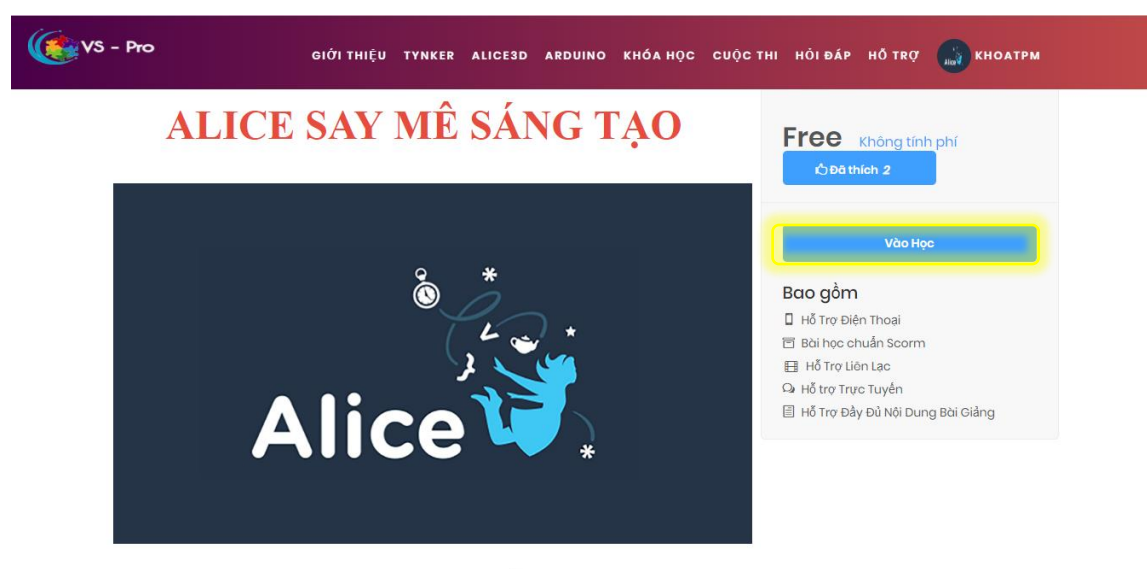 VS - Pro
GIỚI THIỆU TYNKER ALICE3D ARDUINO KHÓA HỌC CUỘC THI HỎI ĐÁP HỖ TRỢ Alice KHOATPM
ALICE SAY MÊ SÁNG TẠO
Free Không tính phí
Đã thích 2
Vào Học
Bao gồm
Hỗ Trợ Điện Thoại
Bài học chuẩn Scorm
Hỗ Trợ Liên Lạc
Hỗ trợ Trực Tuyến
Hỗ Trợ Đầy Đủ Nội Dung Bài Giảng
Alice